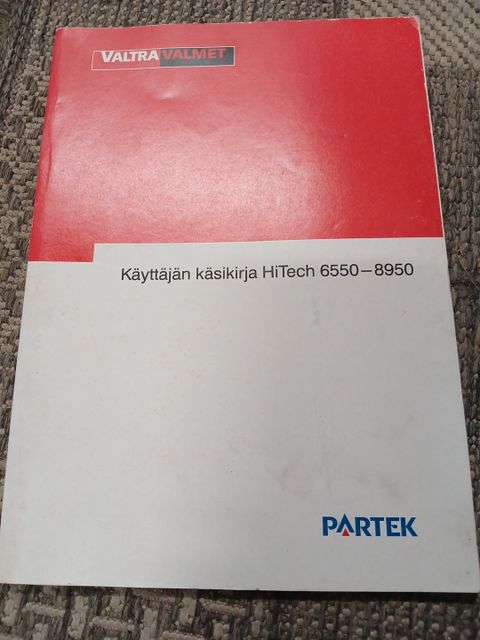 VALTRA VALMET
Käyttäjän käsikirja HiTech 6550–8950
PARTEK